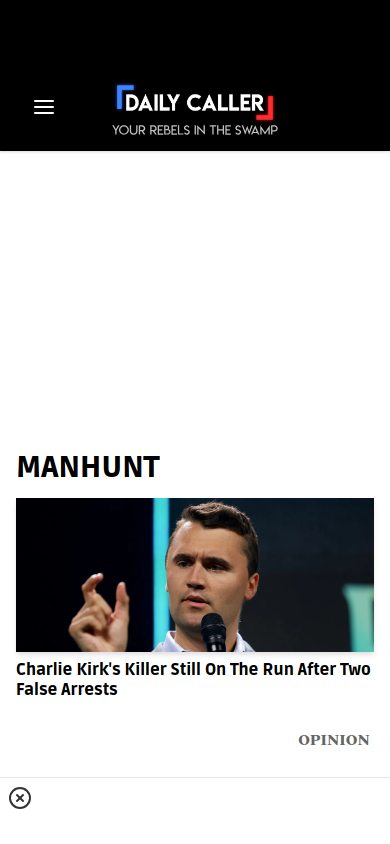 DAILY CALLER
YOUR REBELS IN THE SWAMP
MANHUNT
Charlie Kirk's Killer Still On The Run After Two
False Arrests
OPINION